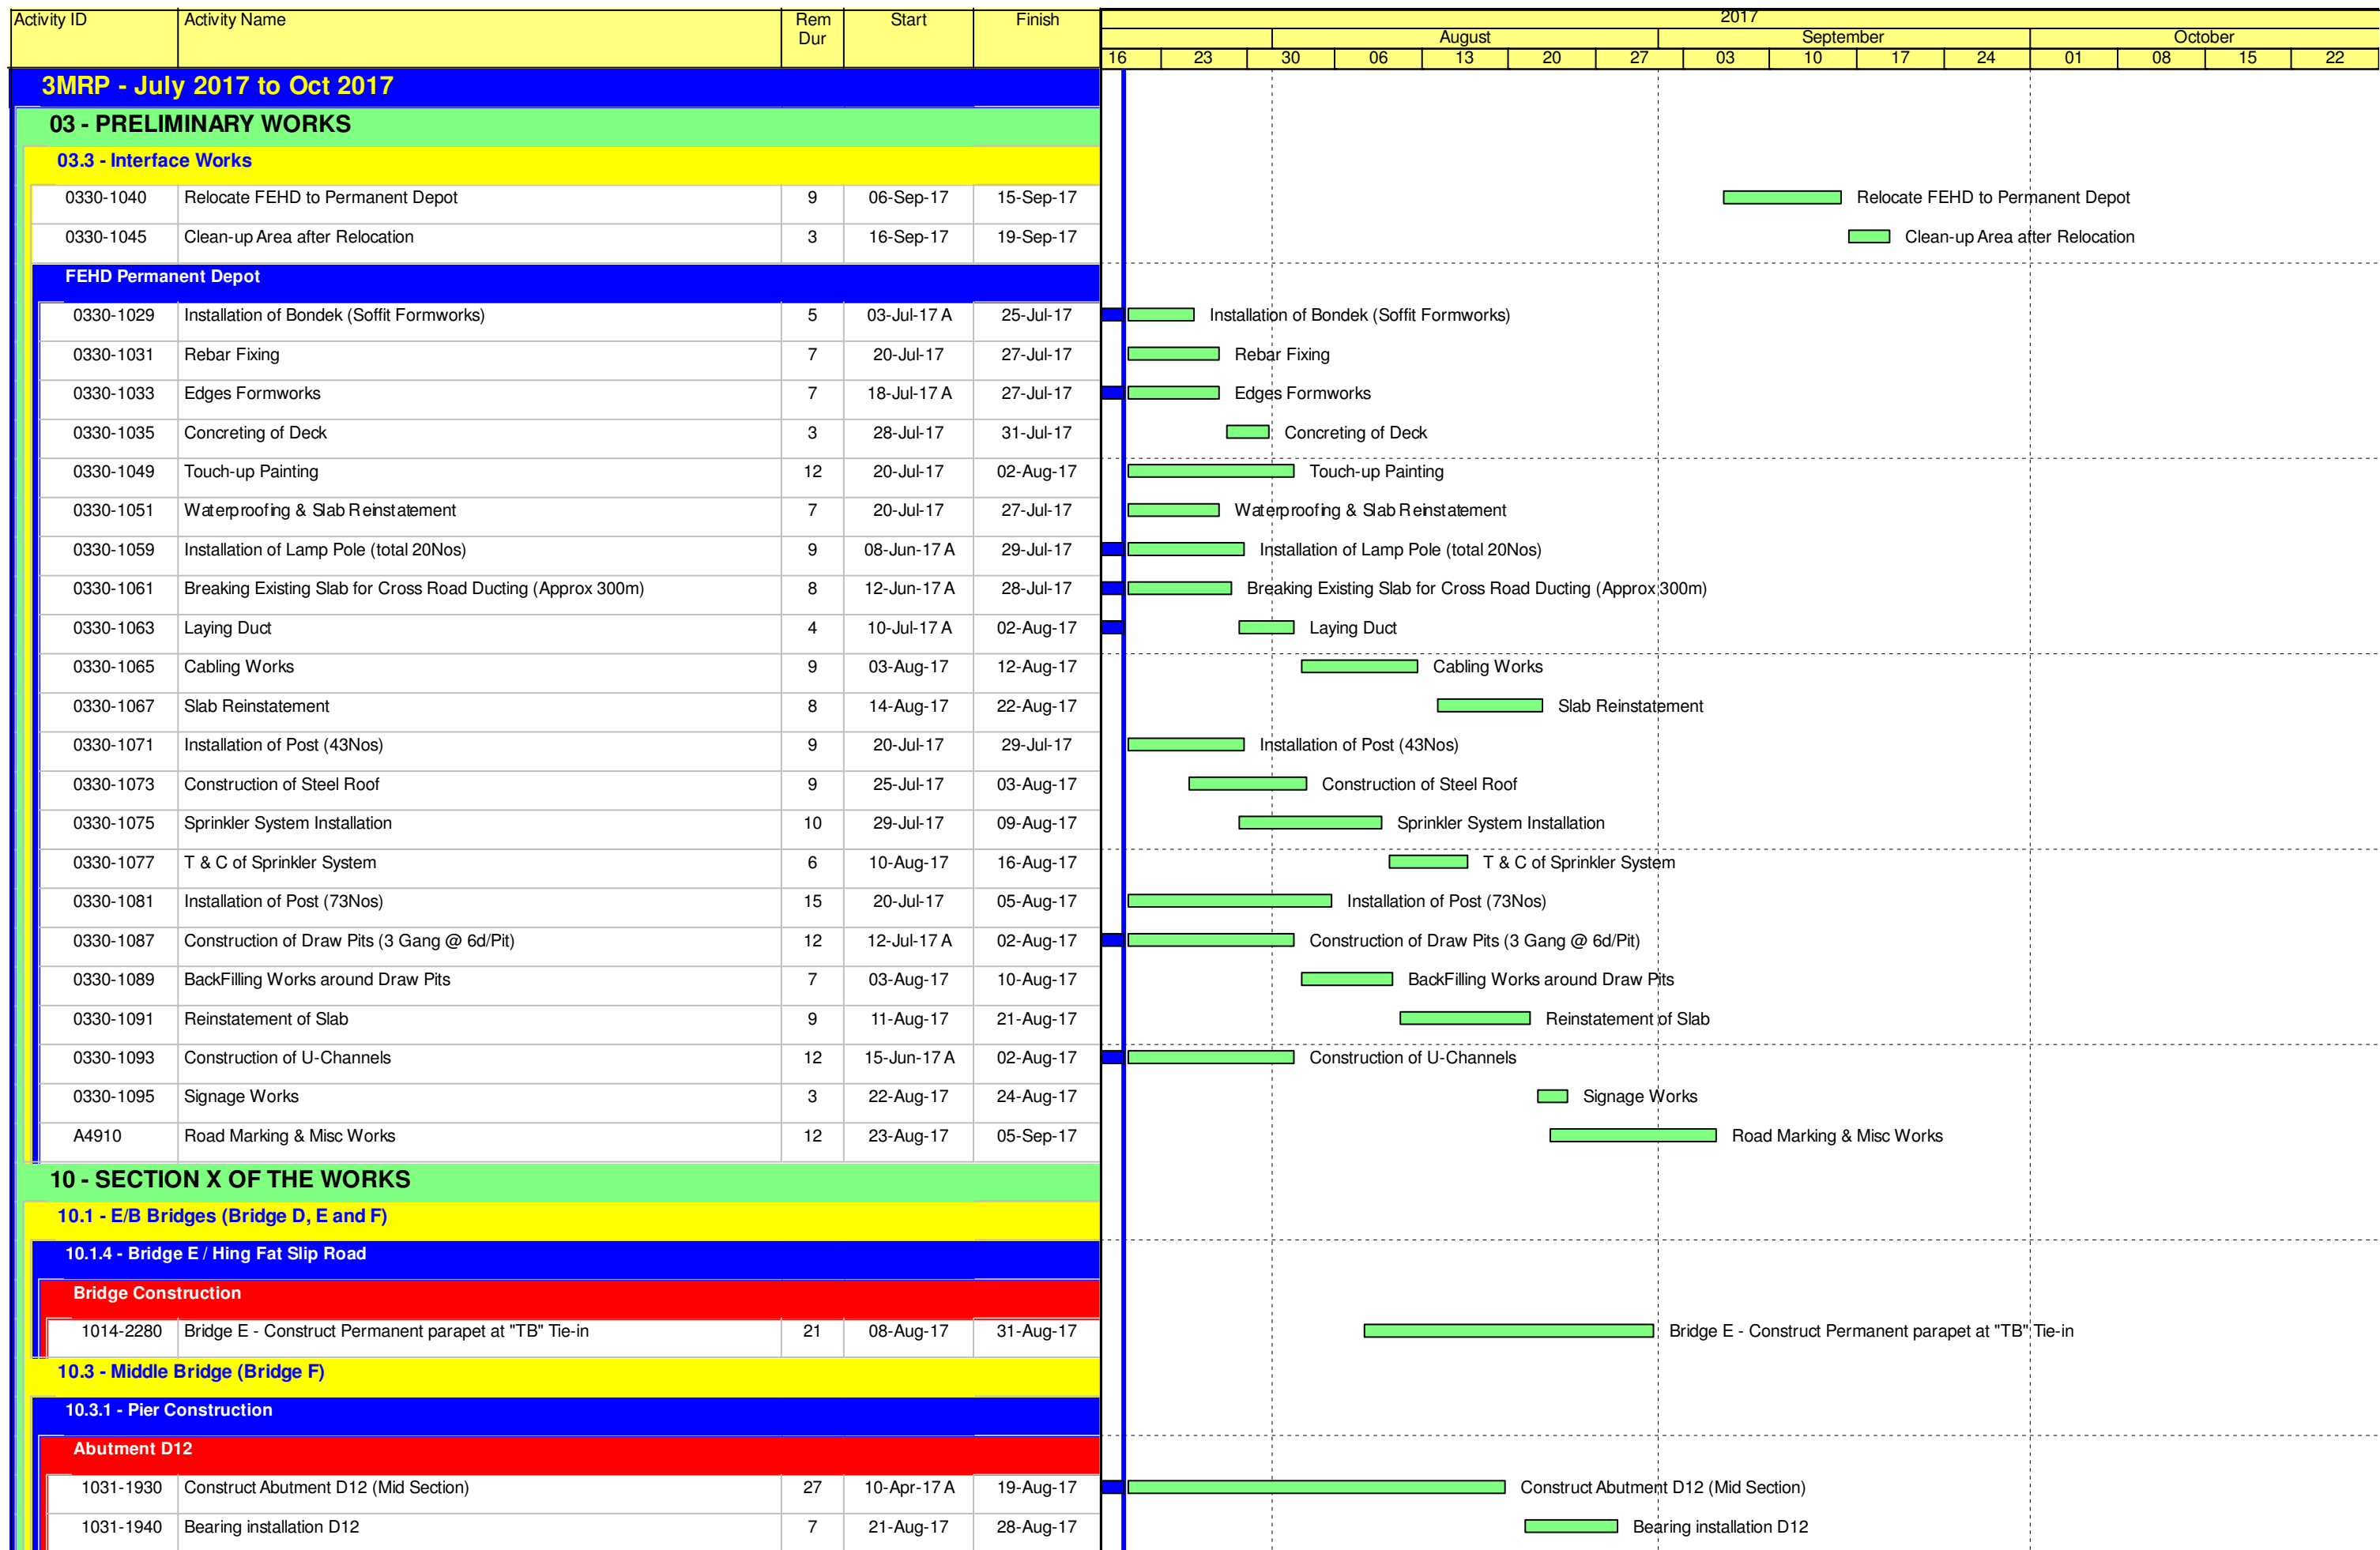 Activity ID Activity Name Rem Dur Start Finish 2017
August September October
16 23 30 06 13 20 27 03 10 17 24 01 08 15 22
3MRP - July 2017 to Oct 2017
03 - PRELIMINARY WORKS
03.3 - Interface Works
0330-1040 Relocate FEHD to Permanent Depot 9 06-Sep-17 15-Sep-17 Relocate FEHD to Permanent Depot
0330-1045 Clean-up Area after Relocation 3 16-Sep-17 19-Sep-17 Clean-up Area after Relocation
FEHD Permanent Depot
0330-1029 Installation of Bondek (Soffit Formworks) 5 03-Jul-17 A 25-Jul-17 Installation of Bondek (Soffit Formworks)
0330-1031 Rebar Fixing 7 20-Jul-17 27-Jul-17 Rebar Fixing
0330-1033 Edges Formworks 7 18-Jul-17 A 27-Jul-17 Edges Formworks
0330-1035 Concreting of Deck 3 28-Jul-17 31-Jul-17 Concreting of Deck
0330-1049 Touch-up Painting 12 20-Jul-17 02-Aug-17 Touch-up Painting
0330-1051 Waterproofing & Slab Reinstatement 7 20-Jul-17 27-Jul-17 Waterproofing & Slab Reinstatement
0330-1059 Installation of Lamp Pole (total 20Nos) 9 08-Jun-17 A 29-Jul-17 Installation of Lamp Pole (total 20Nos)
0330-1061 Breaking Existing Slab for Cross Road Ducting (Approx 300m) 8 12-Jun-17 A 28-Jul-17 Breaking Existing Slab for Cross Road Ducting (Approx 300m)
0330-1063 Laying Duct 4 10-Jul-17 A 02-Aug-17 Laying Duct
0330-1065 Cabling Works 9 03-Aug-17 12-Aug-17 Cabling Works
0330-1067 Slab Reinstatement 8 14-Aug-17 22-Aug-17 Slab Reinstatement
0330-1071 Installation of Post (43Nos) 9 20-Jul-17 29-Jul-17 Installation of Post (43Nos)
0330-1073 Construction of Steel Roof 9 25-Jul-17 03-Aug-17 Construction of Steel Roof
0330-1075 Sprinkler System Installation 10 29-Jul-17 09-Aug-17 Sprinkler System Installation
0330-1077 T & C of Sprinkler System 6 10-Aug-17 16-Aug-17 T & C of Sprinkler System
0330-1081 Installation of Post (73Nos) 15 20-Jul-17 05-Aug-17 Installation of Post (73Nos)
0330-1087 Construction of Draw Pits (3 Gang @ 6d/Pit) 12 12-Jul-17 A 02-Aug-17 Construction of Draw Pits (3 Gang @ 6d/Pit)
0330-1089 BackFilling Works around Draw Pits 7 03-Aug-17 10-Aug-17 BackFilling Works around Draw Pits
0330-1091 Reinstatement of Slab 9 11-Aug-17 21-Aug-17 Reinstatement of Slab
0330-1093 Construction of U-Channels 12 15-Jun-17 A 02-Aug-17 Construction of U-Channels
0330-1095 Signage Works 3 22-Aug-17 24-Aug-17 Signage Works
A4910 Road Marking & Misc Works 12 23-Aug-17 05-Sep-17 Road Marking & Misc Works
10 - SECTION X OF THE WORKS
10.1 - E/B Bridges (Bridge D, E and F)
10.1.4 - Bridge E / Hing Fat Slip Road
Bridge Construction
1014-2280 Bridge E - Construct Permanent parapet at "TB" Tie-in 21 08-Aug-17 31-Aug-17 Bridge E - Construct Permanent parapet at "TB" Tie-in
10.3 - Middle Bridge (Bridge F)
10.3.1 - Pier Construction
Abutment D12
1031-1930 Construct Abutment D12 (Mid Section) 27 10-Apr-17 A 19-Aug-17 Construct Abutment D12 (Mid Section)
1031-1940 Bearing installation D12 7 21-Aug-17 28-Aug-17 Bearing installation D12